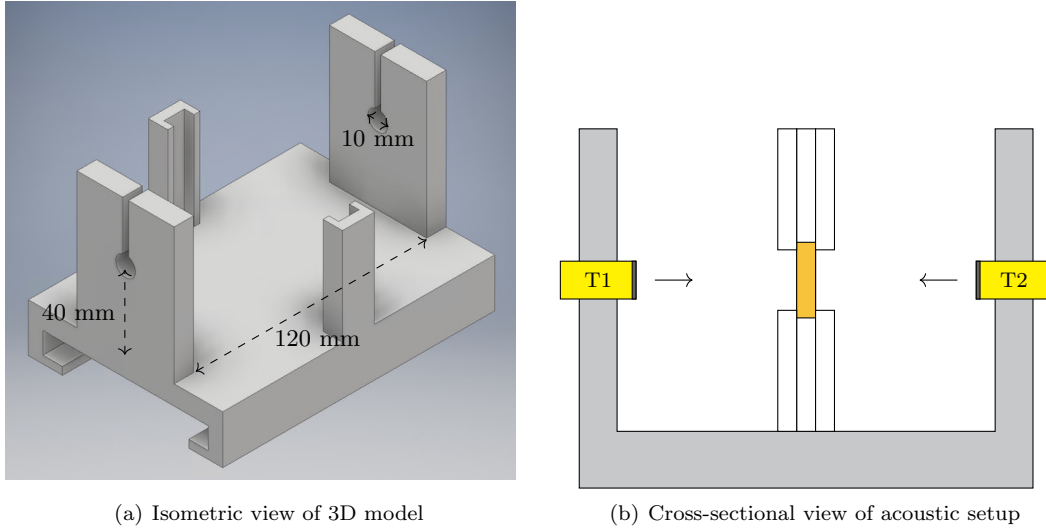 10 mm
40 mm
120 mm
T1
T2
(a) Isometric view of 3D model
(b) Cross-sectional view of acoustic setup